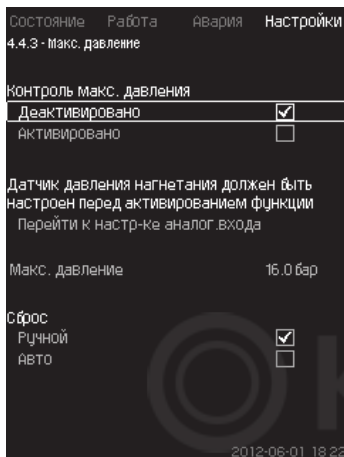 Состояние Работа Авария Настройки
4.4.3 - Макс. давление
Контроль макс. давления
Деактивировано
Активировано
Датчик давления нагнетания должен быть
настроен перед активированием функции
Перейти к настр-ке аналог.входа
Макс. давление 16.0 бар
Сброс
Ручной
Авто
2012-06-01 18:22